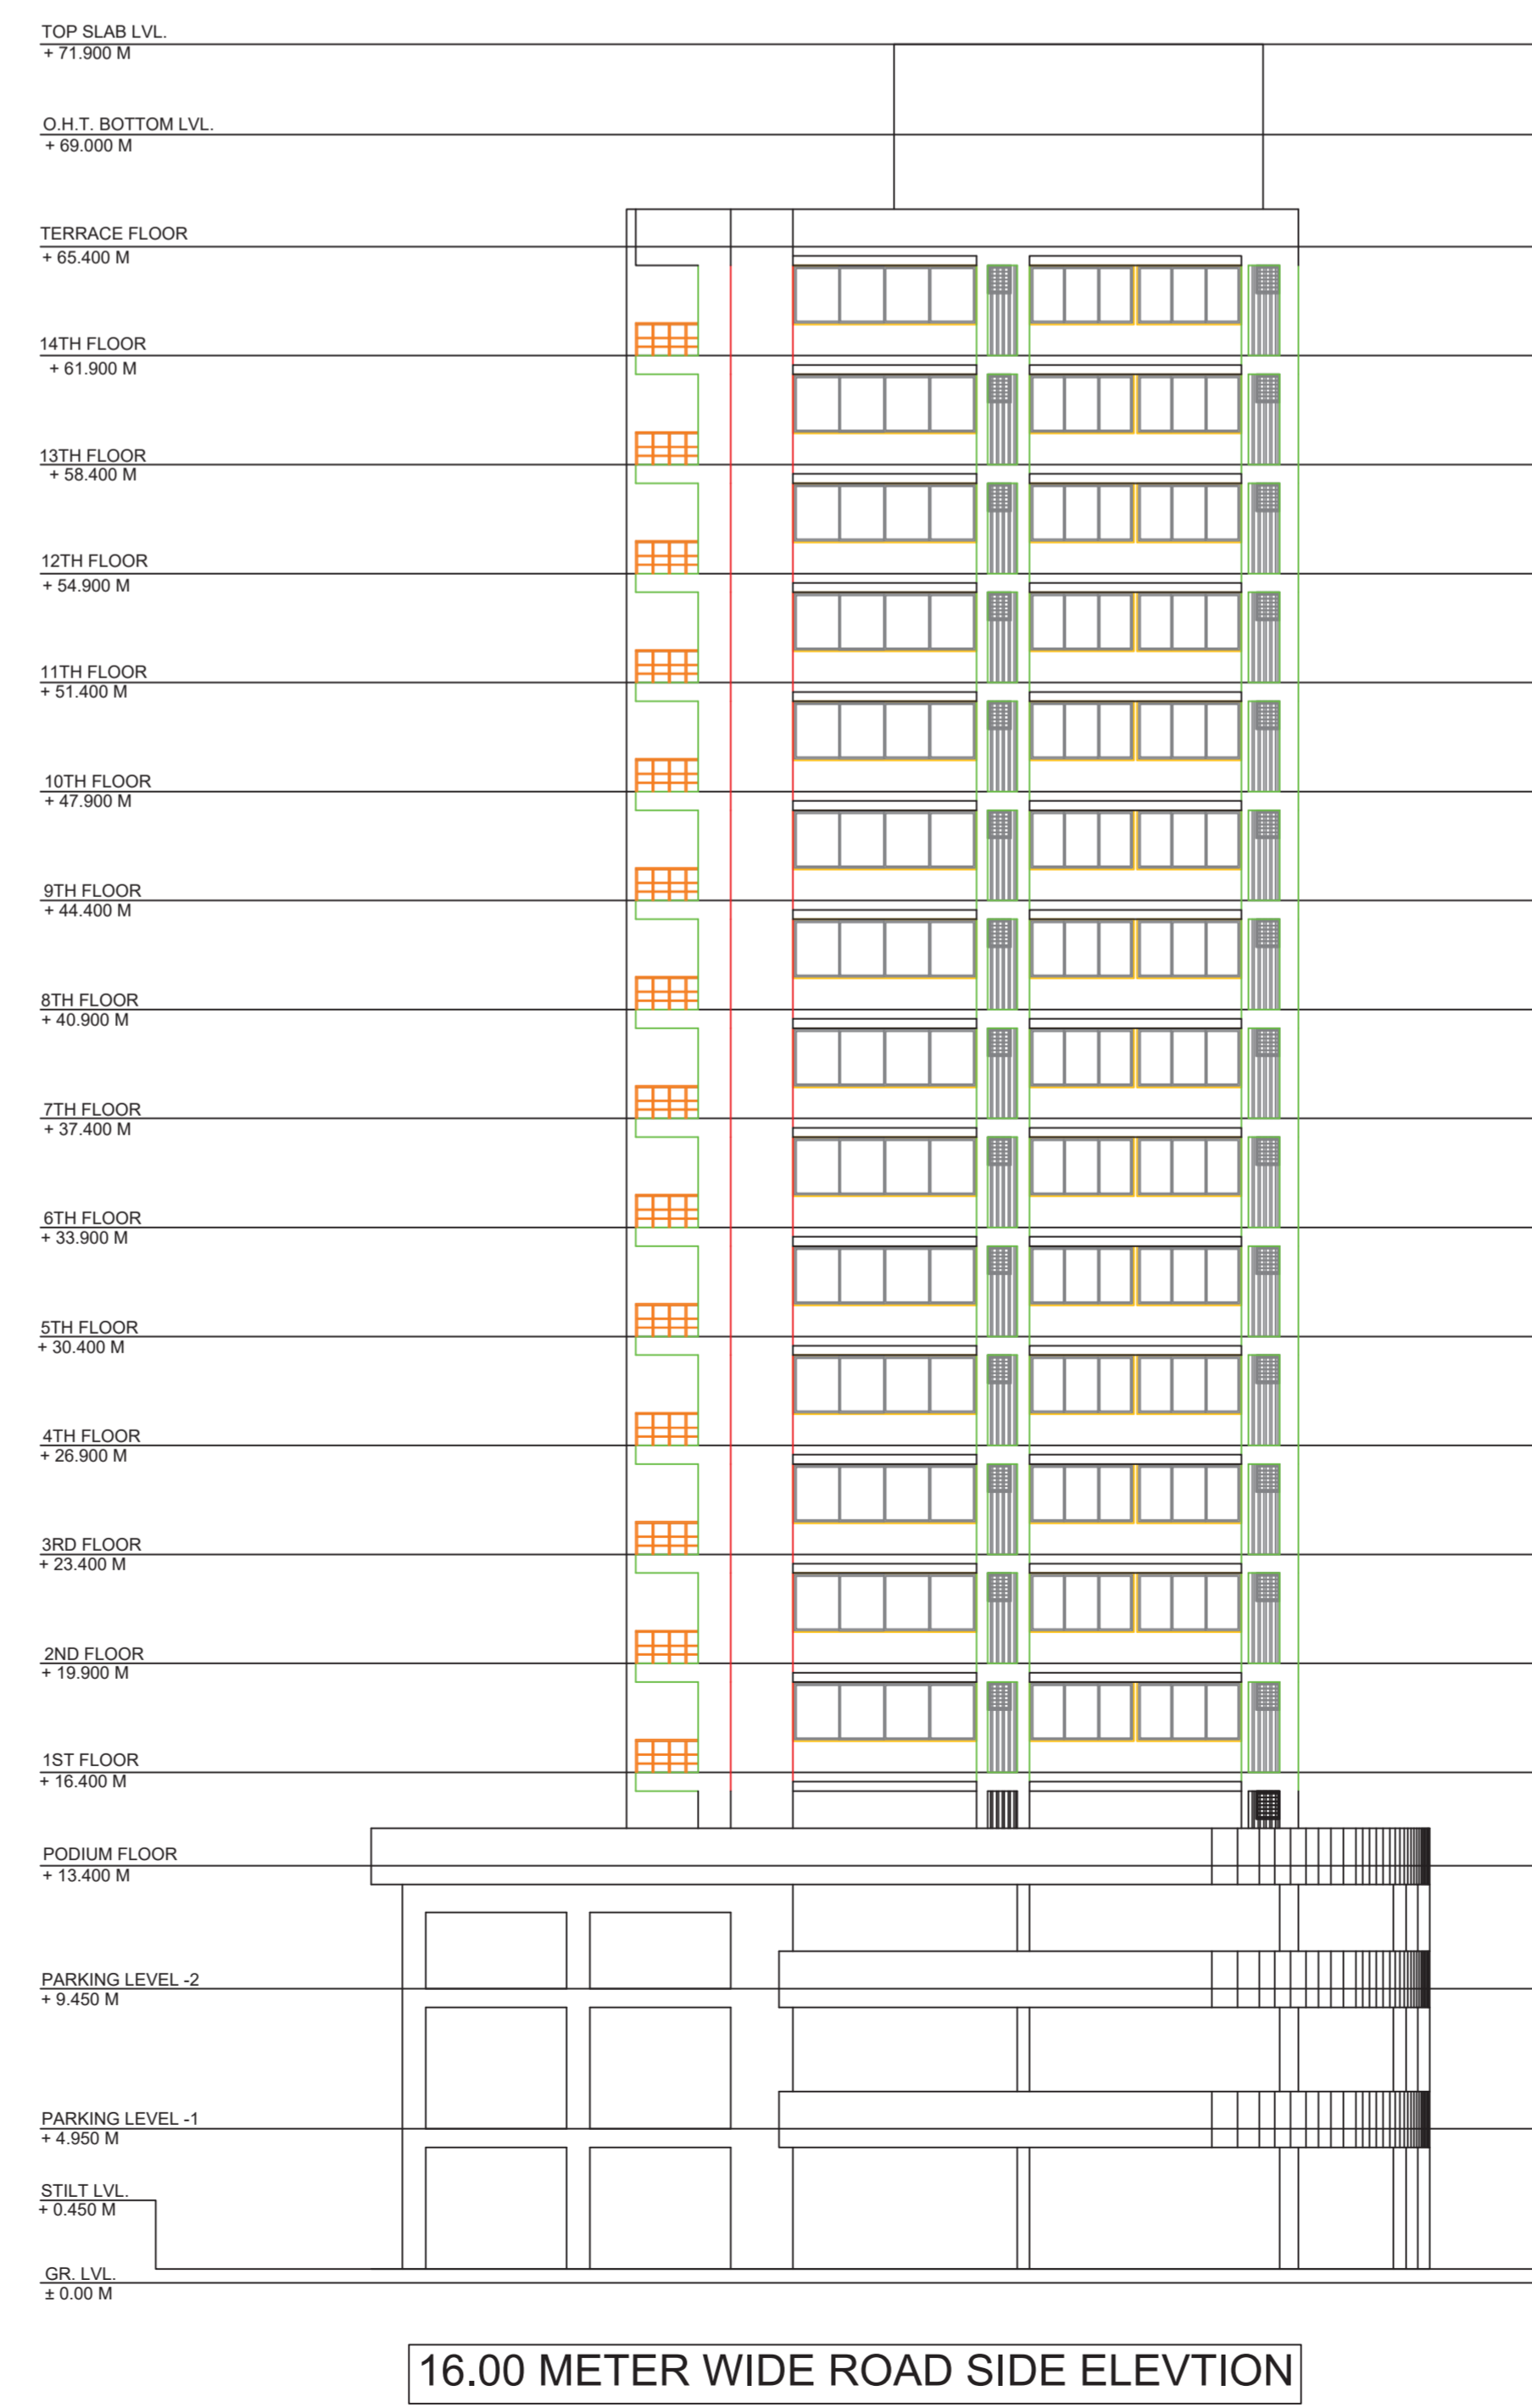 TOP SLAB LVL.
+ 71.900 M
O.H.T. BOTTOM LVL.
+ 69.000 M
TERRACE FLOOR
+ 65.400 M
14TH FLOOR
+ 61.900 M
13TH FLOOR
+ 58.400 M
12TH FLOOR
+ 54.900 M
11TH FLOOR
+ 51.400 M
10TH FLOOR
+ 47.900 M
9TH FLOOR
+ 44.400 M
8TH FLOOR
+ 40.900 M
7TH FLOOR
+ 37.400 M
6TH FLOOR
+ 33.900 M
5TH FLOOR
+ 30.400 M
4TH FLOOR
+ 26.900 M
3RD FLOOR
+ 23.400 M
2ND FLOOR
+ 19.900 M
1ST FLOOR
+ 16.400 M
PODIUM FLOOR
+ 13.400 M
PARKING LEVEL -2
+ 9.450 M
PARKING LEVEL -1
+ 4.950 M
STILT LVL.
+ 0.450 M
GR. LVL.
± 0.00 M
16.00 METER WIDE ROAD SIDE ELEVTION